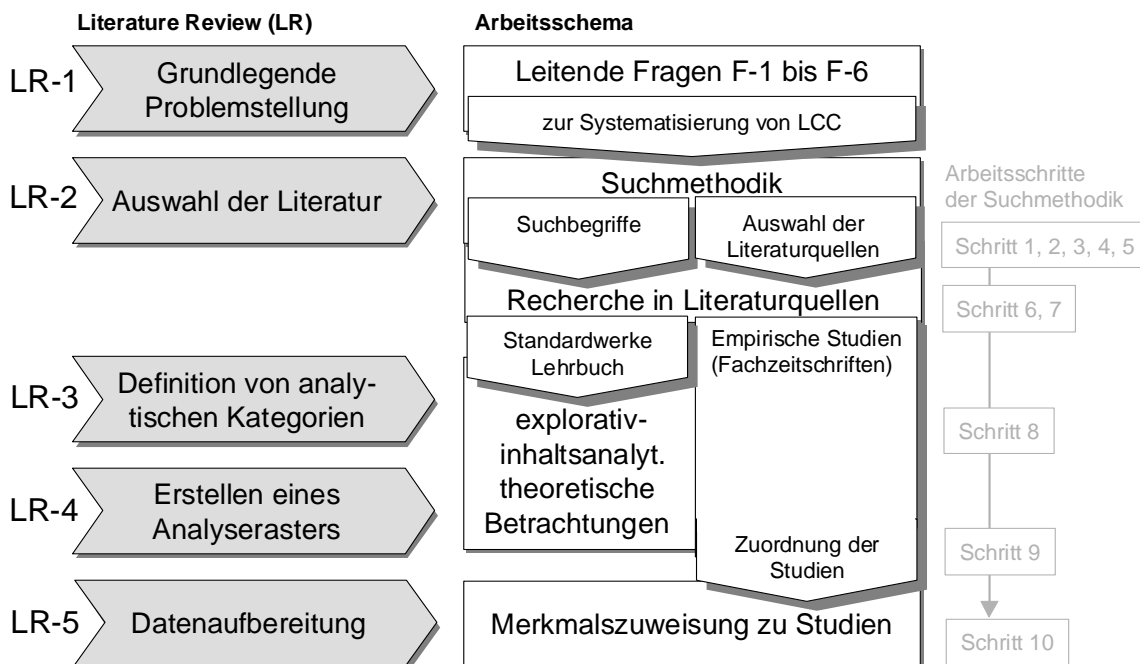 Literature Review (LR)
Arbeitsschema
LR-1
Grundlegende
Problemstellung
Leitende Fragen F-1 bis F-6
zur Systematisierung von LCC
LR-2
Auswahl der Literatur
Suchmethodik
Suchbegriffe
Auswahl der
Literaturquellen
Recherche in Literaturquellen
Standardwerke
Lehrbuch
Empirische Studien
(Fachzeitschriften)
LR-3
Definition von analy-
tischen Kategorien
explorativ-
inhaltsanalyt.
theoretische
Betrachtungen
LR-4
Erstellen eines
Analyserasters
Zuordnung der
Studien
LR-5
Datenaufbereitung
Merkmalszuweisung zu Studien
Arbeitsschritte
der Suchmethodik
Schritt 1, 2, 3, 4, 5
Schritt 6, 7
Schritt 8
Schritt 9
Schritt 10